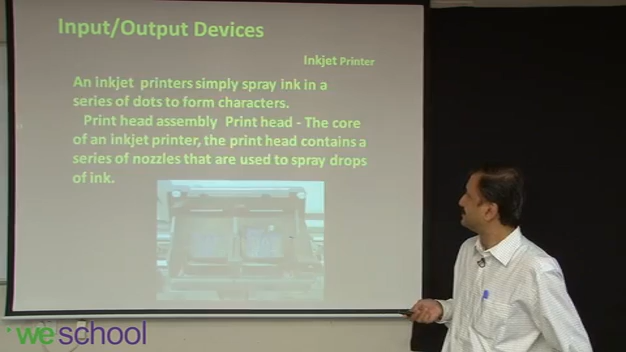 Input/Output Devices
Inkjet Printer
An inkjet printers simply spray ink in a
series of dots to form characters.
Print head assembly Print head - The core
of an inkjet printer, the print head contains a
series of nozzles that are used to spray drops
of ink.
weschool